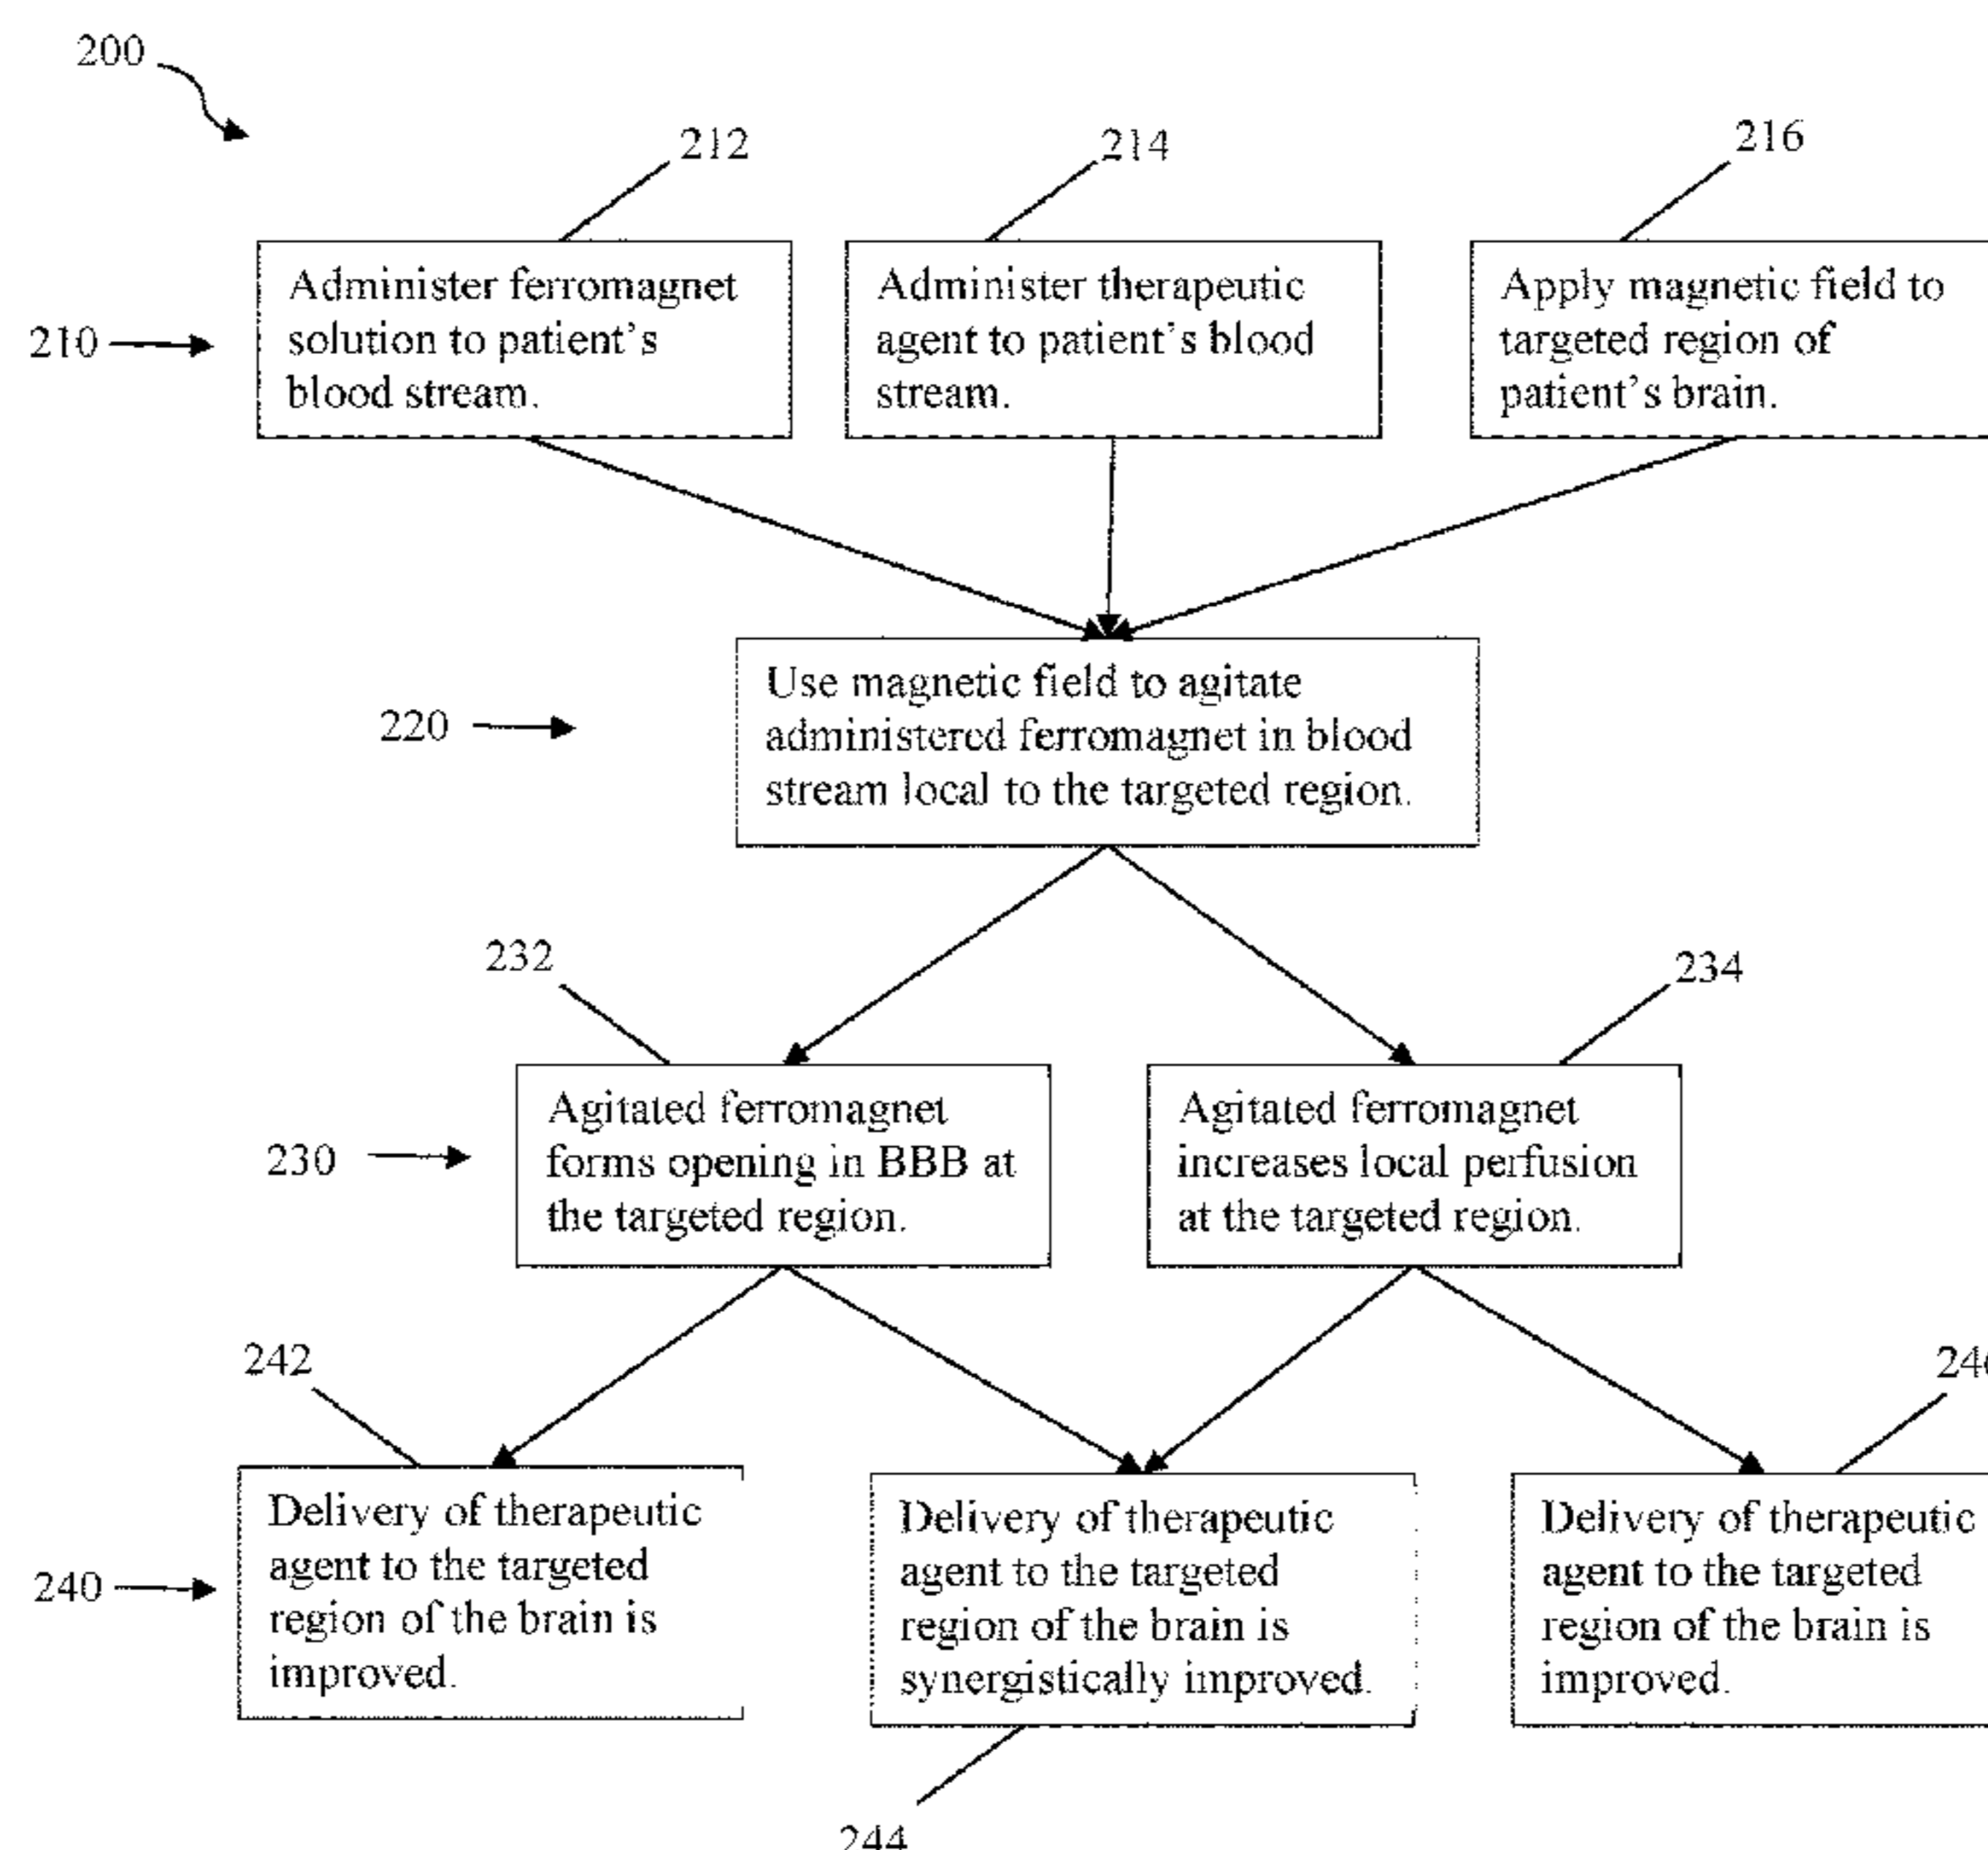 200
212
214
216
210
Administer ferromagnet
solution to patient's
blood stream.
Administer therapeutic
agent to patient's blood
stream.
Apply magnetic field to
targeted region of
patient's brain.
220
Use magnetic field to agitate
administered ferromagnet in blood
stream local to the targeted region.
232
234
230
Agitated ferromagnet
forms opening in BBB at
the targeted region.
Agitated ferromagnet
increases local perfusion
at the targeted region.
242
240
Delivery of therapeutic
agent to the targeted
region of the brain is
improved.
Delivery of therapeutic
agent to the targeted
region of the brain is
synergistically improved.
Delivery of therapeutic
agent to the targeted
region of the brain is
improved.
244